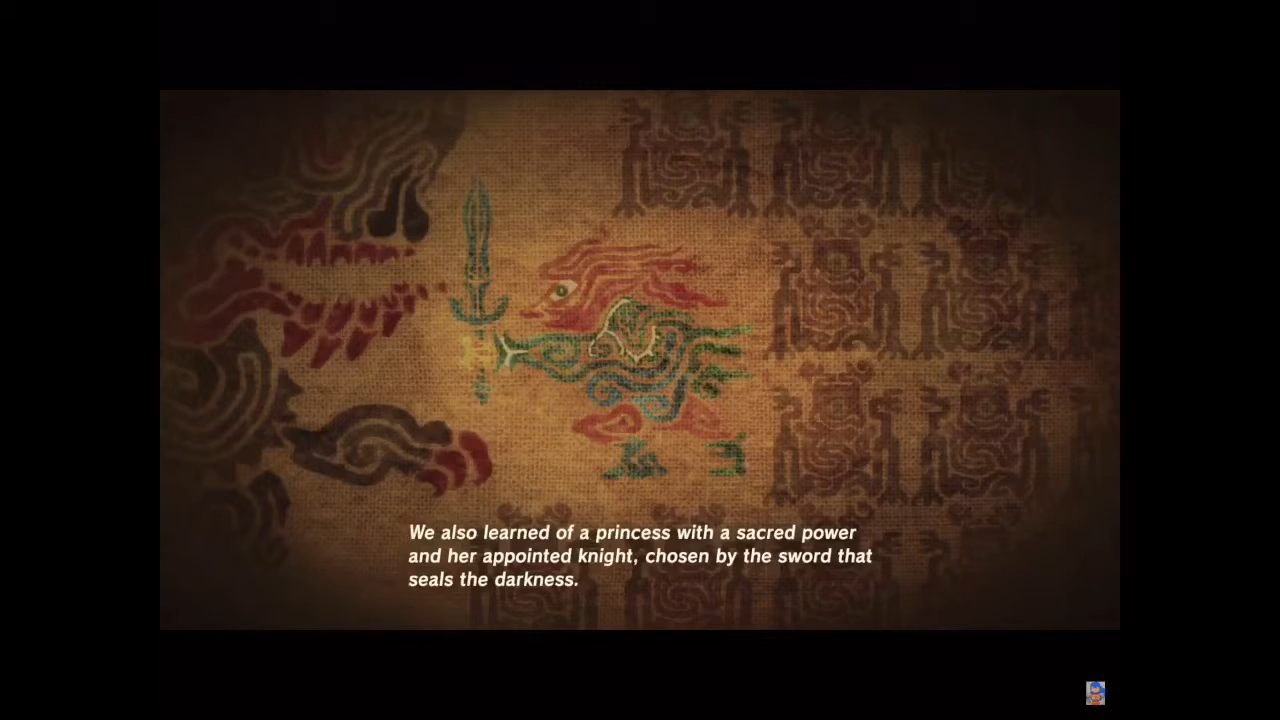 We also learned of a princess with a sacred power
and her appointed knight, chosen by the sword that
seals the darkness.